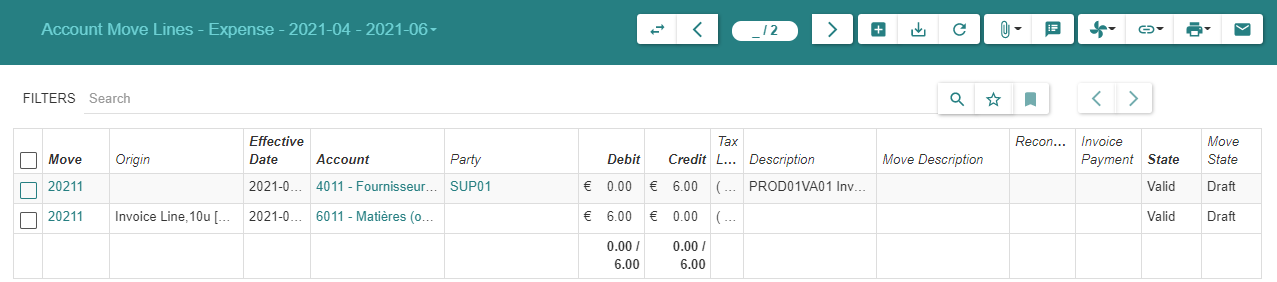 Account Move Lines - Expense - 2021-04 - 2021-06
_ / 2
FILTERS Search
Move Origin Effective Date Account Party Debit Credit Tax L... Description Move Description Recon... Invoice Payment State Move State
20211 2021-0... 4011 - Fournisseur... SUP01 € 0.00 € 6.00 ( ... PROD01VA01 Inv... Valid Draft
20211 Invoice Line,10u [... 2021-0... 6011 - Matières (o... € 6.00 € 0.00 ( ... Valid Draft
0.00 / 6.00 0.00 / 6.00